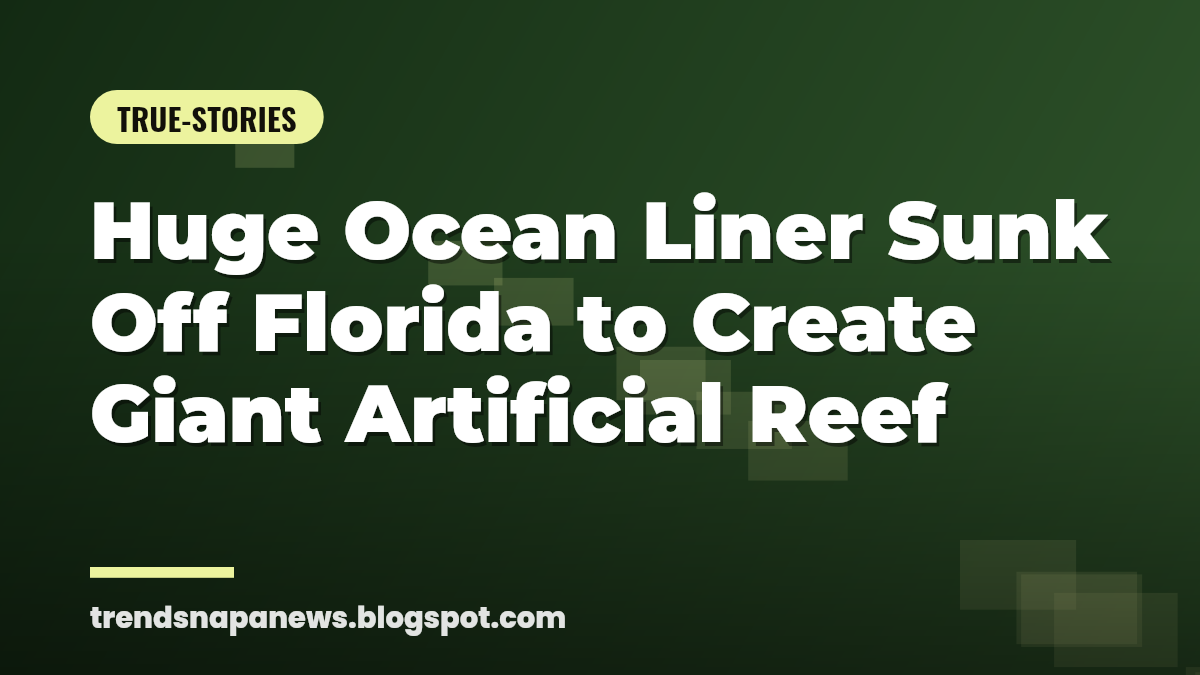 TRUE-STORIES
Huge Ocean Liner Sunk
Off Florida to Create
Giant Artificial Reef
trendsnapanews.blogspot.com